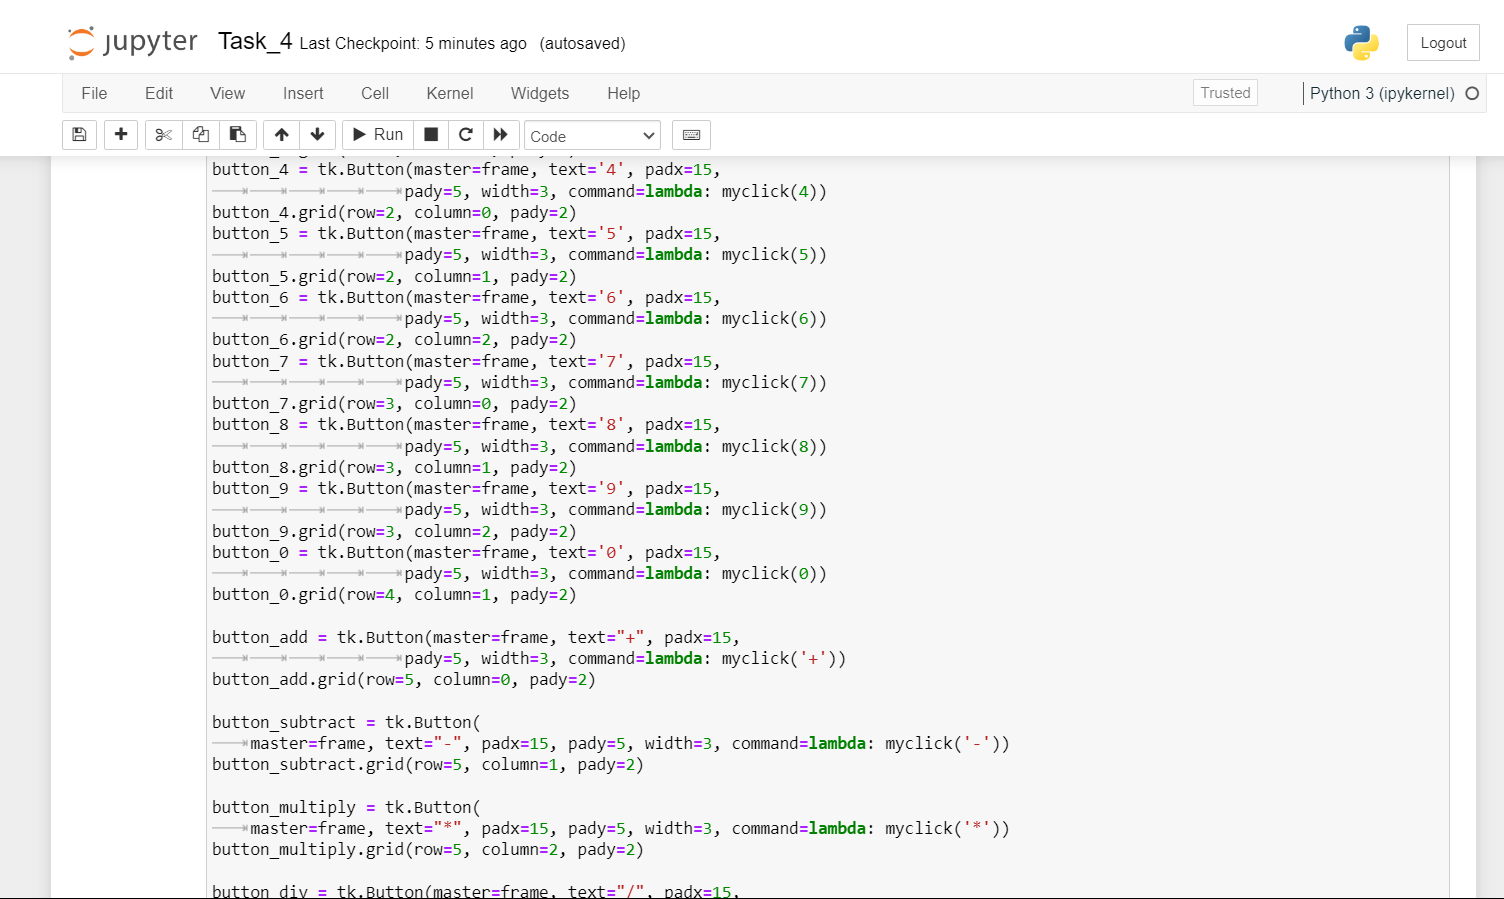 jupyter Task_4 Last Checkpoint: 5 minutes ago (autosaved) Logout
File Edit View Insert Cell Kernel Widgets Help Trusted Python 3 (ipykernel)
Run Code
button_4 = tk.Button(master=frame, text='4', padx=15,
pady=5, width=3, command=lambda: myclick(4))
button_4.grid(row=2, column=0, pady=2)
button_5 = tk.Button(master=frame, text='5', padx=15,
pady=5, width=3, command=lambda: myclick(5))
button_5.grid(row=2, column=1, pady=2)
button_6 = tk.Button(master=frame, text='6', padx=15,
pady=5, width=3, command=lambda: myclick(6))
button_6.grid(row=2, column=2, pady=2)
button_7 = tk.Button(master=frame, text='7', padx=15,
pady=5, width=3, command=lambda: myclick(7))
button_7.grid(row=3, column=0, pady=2)
button_8 = tk.Button(master=frame, text='8', padx=15,
pady=5, width=3, command=lambda: myclick(8))
button_8.grid(row=3, column=1, pady=2)
button_9 = tk.Button(master=frame, text='9', padx=15,
pady=5, width=3, command=lambda: myclick(9))
button_9.grid(row=3, column=2, pady=2)
button_0 = tk.Button(master=frame, text='0', padx=15,
pady=5, width=3, command=lambda: myclick(0))
button_0.grid(row=4, column=1, pady=2)
button_add = tk.Button(master=frame, text="+", padx=15,
pady=5, width=3, command=lambda: myclick('+'))
button_add.grid(row=5, column=0, pady=2)
button_subtract = tk.Button(
master=frame, text="-", padx=15, pady=5, width=3, command=lambda: myclick('-'))
button_subtract.grid(row=5, column=1, pady=2)
button_multiply = tk.Button(
master=frame, text="*", padx=15, pady=5, width=3, command=lambda: myclick('*'))
button_multiply.grid(row=5, column=2, pady=2)
button_div = tk.Button(master=frame, text="/", padx=15,